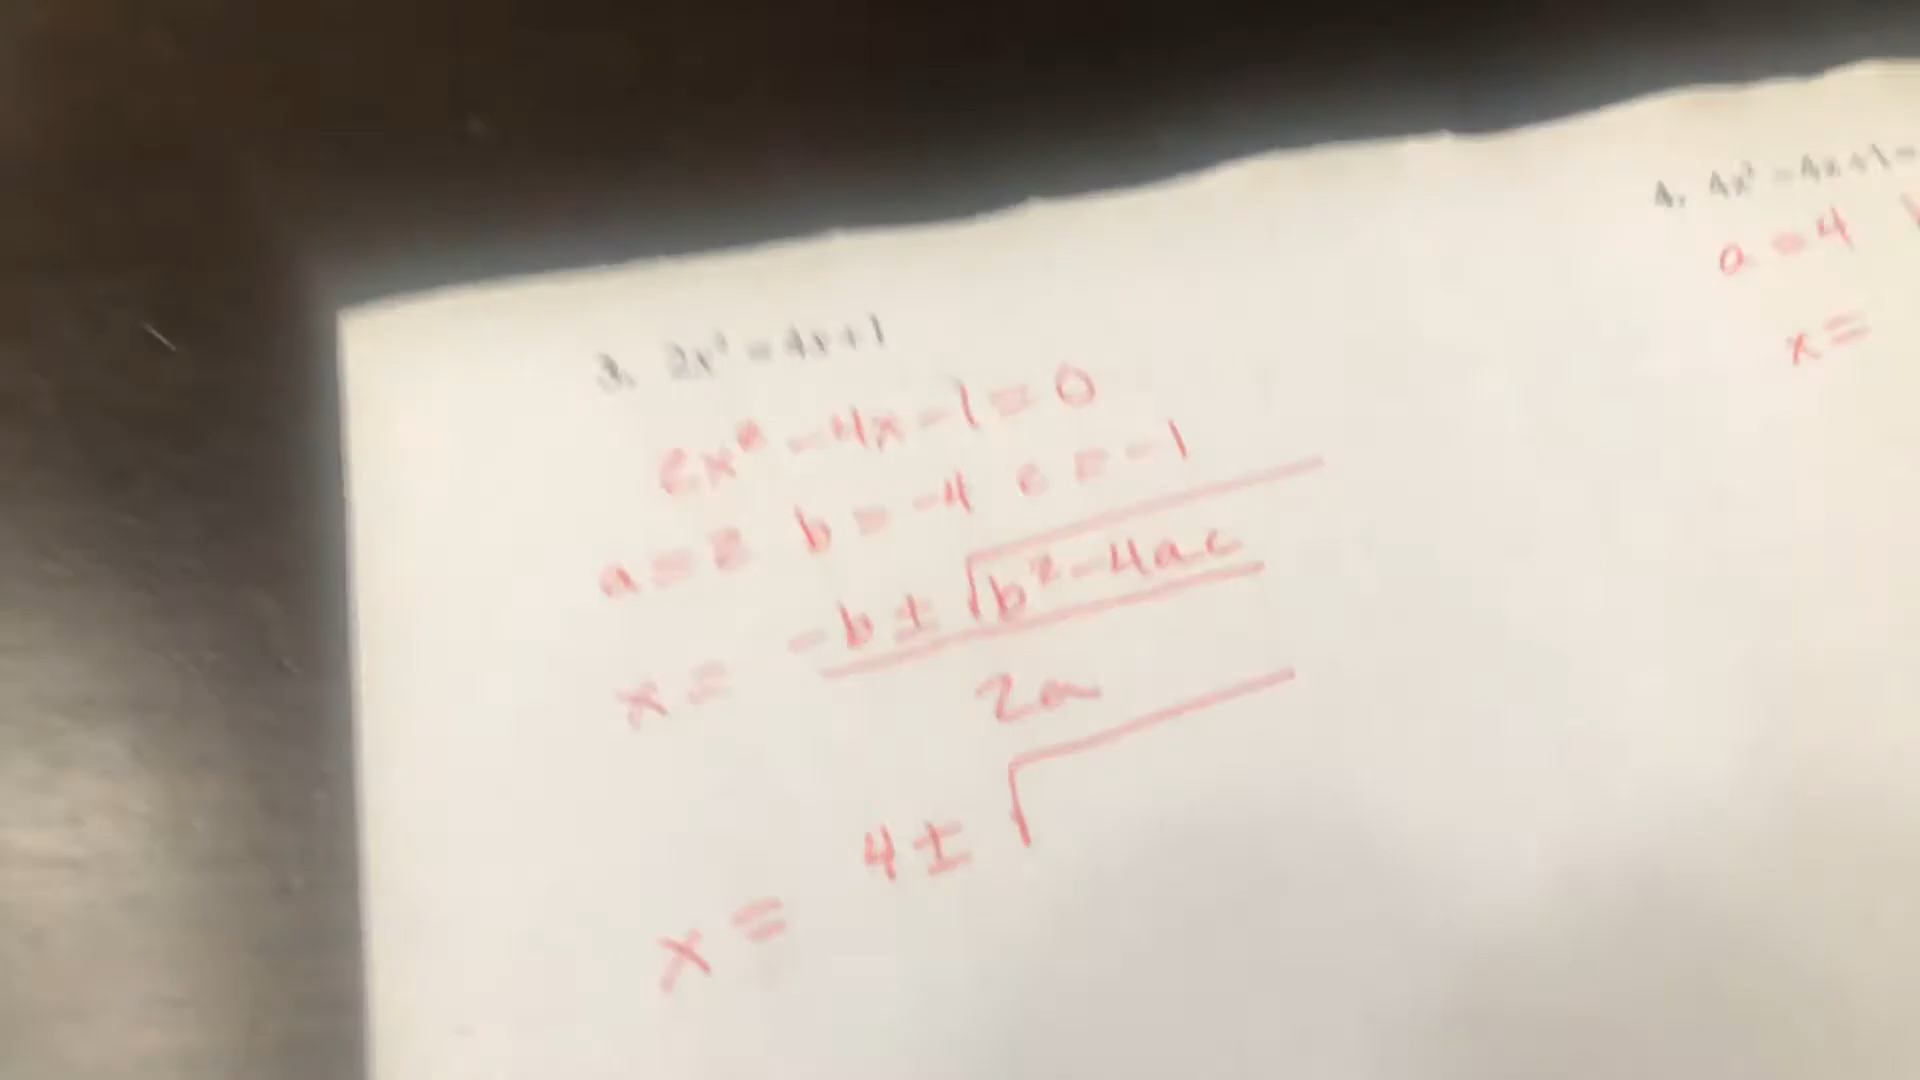 3. 2x² = 4x+1
2x² - 4x - 1 = 0
a = 2 b = -4 c = -1
x = -b ± √b² - 4ac
2a
x = 4 ± √
4. 4x² - 4x + 1 =
a = 4
x =